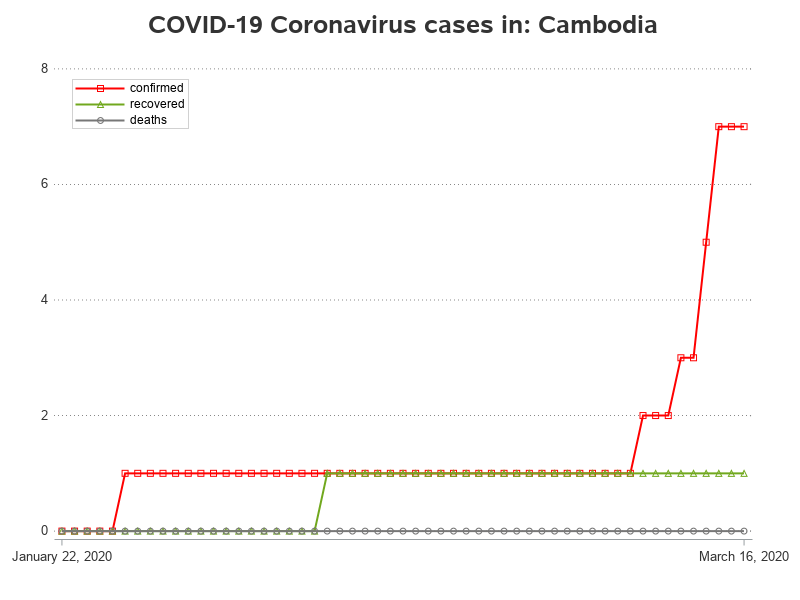 COVID-19 Coronavirus cases in: Cambodia
8
confirmed
recovered
deaths
6
4
2
0
January 22, 2020
March 16, 2020